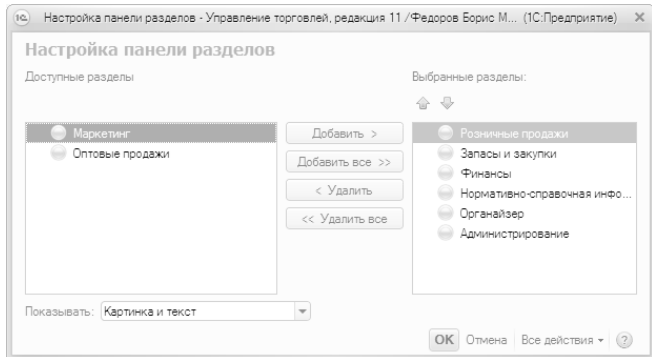 1С Настройка панели разделов - Управление торговлей, редакция 11 /Федоров Борис М... (1С:Предприятие) ×
Настройка панели разделов
Доступные разделы
Выбранные разделы:
Маркетинг
Оптовые продажи
Добавить >
Добавить все >>
< Удалить
<< Удалить все
Розничные продажи
Запасы и закупки
Финансы
Нормативно-справочная инфо...
Органайзер
Администрирование
Показывать: Картинка и текст
OK Отмена Все действия ?